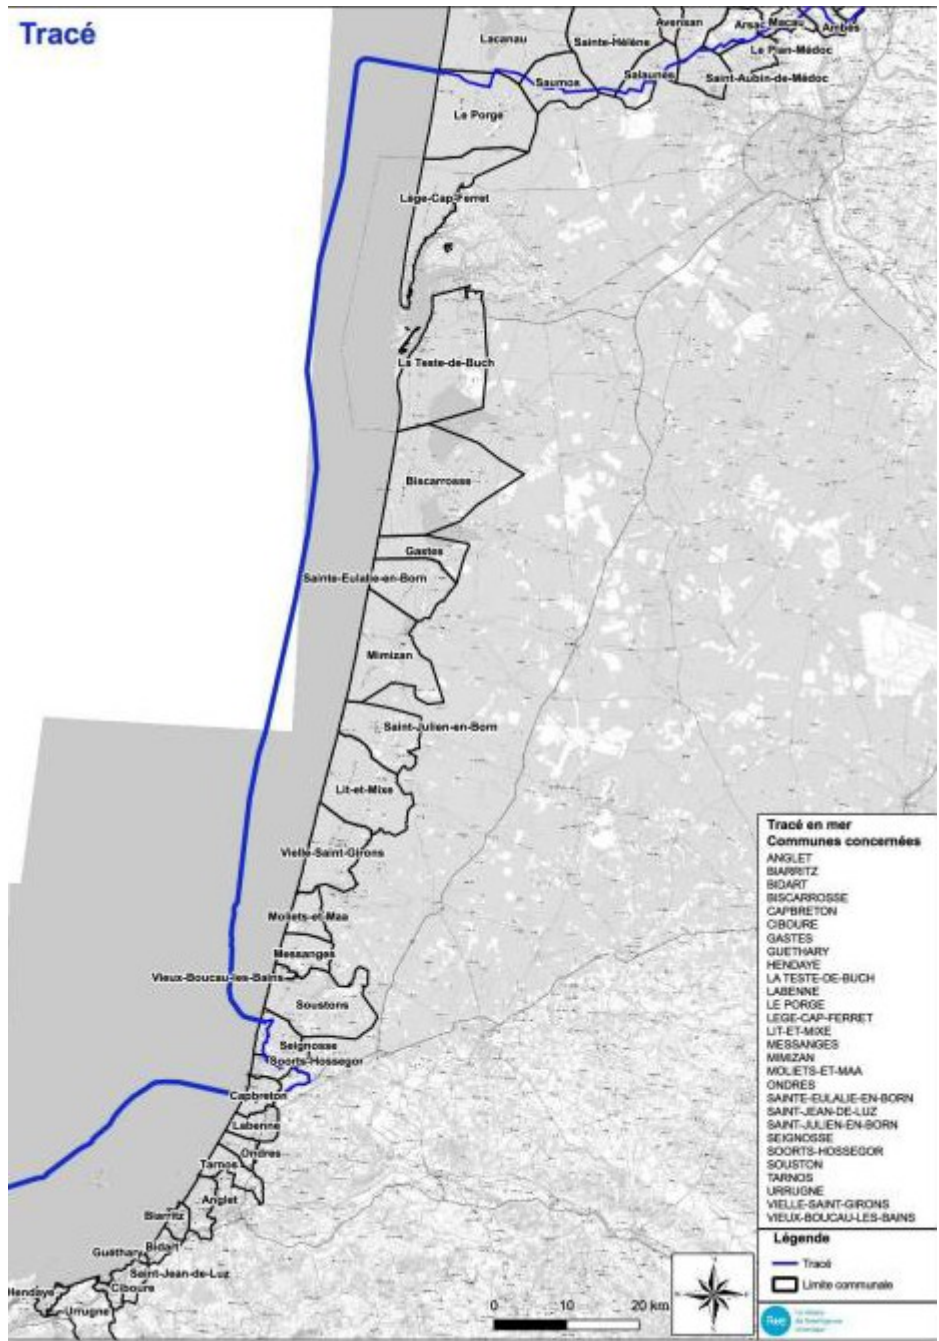 Tracé
Lacanau
Sainte-Hélène
Avensan
Arsac
Macau
Ambès
Le Pian-Médoc
Saumos
Salaunes
Saint-Aubin-de-Médoc
Le Porge
Lège-Cap-Ferret
La Teste-de-Buch
Biscarrosse
Gastes
Sainte-Eulalie-en-Born
Mimizan
Saint-Julien-en-Born
Lit-et-Mixe
Vielle-Saint-Girons
Moliets-et-Maa
Messanges
Vieux-Boucau-les-Bains
Soustons
Seignosse
Soorts-Hossegor
Capbreton
Labenne
Ondres
Tarnos
Anglet
Biarritz
Bidart
Guéthary
Saint-Jean-de-Luz
Ciboure
Hendaye
Urrugne
Tracé en mer
Communes concernées
ANGLET
BIARRITZ
BIDART
BISCARROSSE
CAPBRETON
CIBOURE
GASTES
GUETHARY
HENDAYE
LA TESTE-DE-BUCH
LABENNE
LE PORGE
LEGE-CAP-FERRET
LIT-ET-MIXE
MESSANGES
MIMIZAN
MOLIETS-ET-MAA
ONDRES
SAINTE-EULALIE-EN-BORN
SAINT-JEAN-DE-LUZ
SAINT-JULIEN-EN-BORN
SEIGNOSSE
SOORTS-HOSSEGOR
SOUSTON
TARNOS
URRUGNE
VIELLE-SAINT-GIRONS
VIEUX-BOUCAU-LES-BAINS
Légende
Tracé
Limite communale
0 10 20 km
Rte